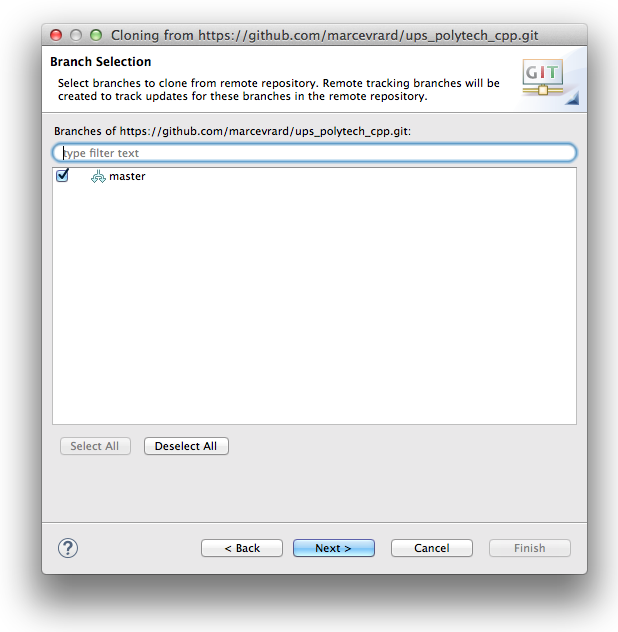 Cloning from https://github.com/marcevrard/ups_polytech_cpp.git
Branch Selection
Select branches to clone from remote repository. Remote tracking branches will be
created to track updates for these branches in the remote repository.
GIT
Branches of https://github.com/marcevrard/ups_polytech_cpp.git:
type filter text
master
Select All
Deselect All
?
< Back
Next >
Cancel
Finish